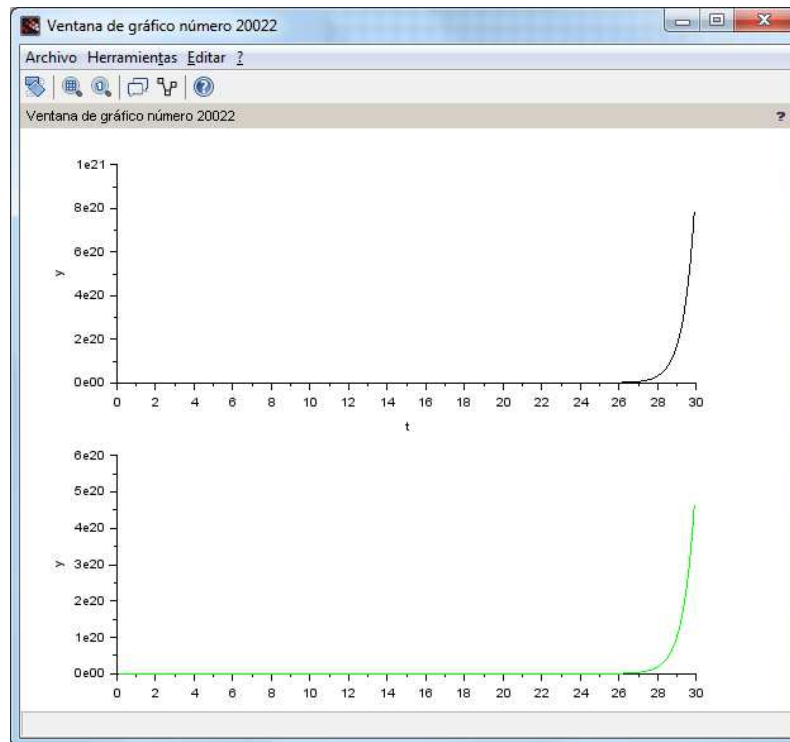 Ventana de gráfico número 20022
Archivo Herramientas Editar ?
Ventana de gráfico número 20022 ?
1e21
8e20
6e20
y
4e20
2e20
0e00
0 2 4 6 8 10 12 14 16 18 20 22 24 26 28 30
t
6e20
5e20
4e20
y 3e20
2e20
1e20
0e00
0 2 4 6 8 10 12 14 16 18 20 22 24 26 28 30